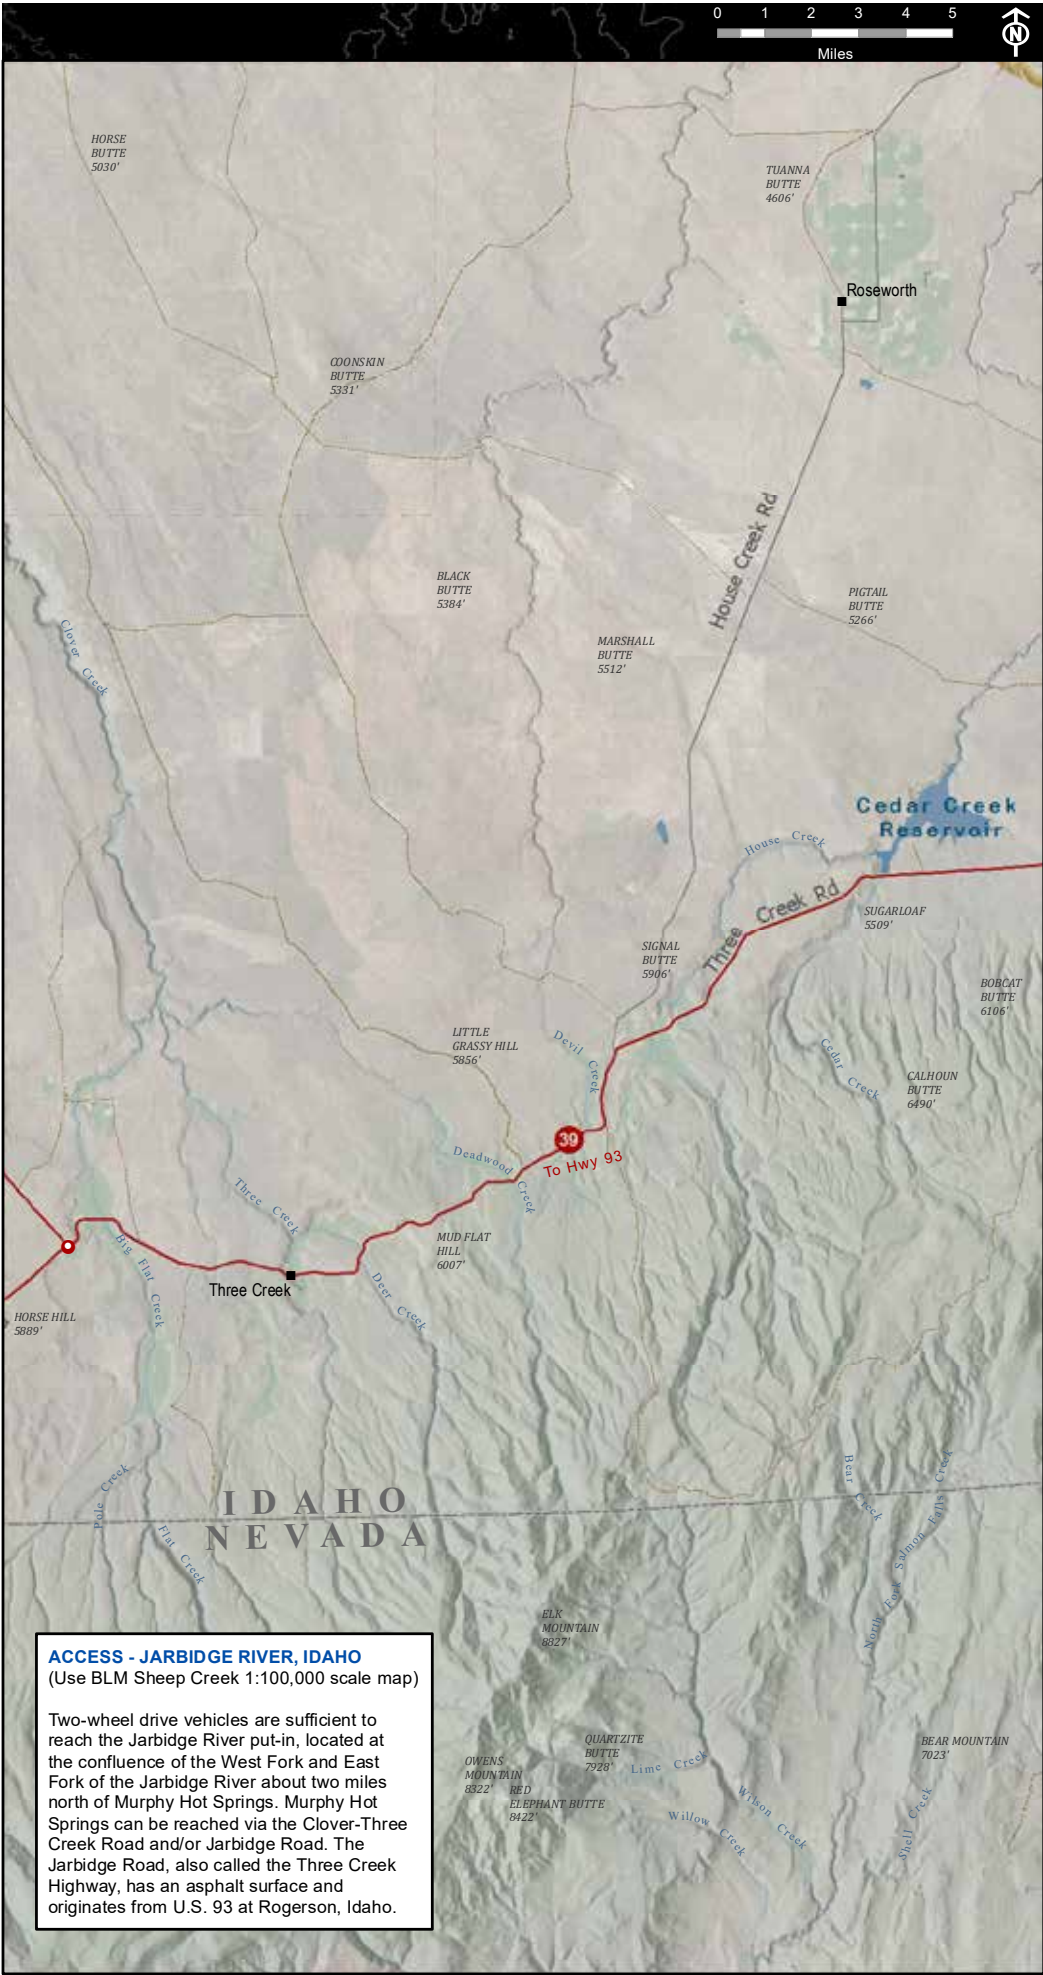 0 1 2 3 4 5
Miles
N
HORSE
BUTTE
5030'
TUANNA
BUTTE
4606'
Roseworth
COONSKIN
BUTTE
5331'
House Creek Rd
BLACK
BUTTE
5384'
PIGTAIL
BUTTE
5266'
MARSHALL
BUTTE
5512'
Clover Creek
Cedar Creek
Reservoir
House Creek
Three Creek Rd
SUGARLOAF
5509'
SIGNAL
BUTTE
5906'
BOBCAT
BUTTE
6106'
LITTLE
GRASSY HILL
5856'
Devil Creek
Cedar Creek
CALHOUN
BUTTE
6490'
39
To Hwy 93
Deadwood Creek
Three Creek
MUD FLAT
HILL
6007'
Big Flat Creek
Three Creek
Deer Creek
HORSE HILL
5889'
Pole Creek
Flat Creek
IDAHO
NEVADA
Bear Creek
North Fork Salmon Falls Creek
ELK
MOUNTAIN
8827'
QUARTZITE
BUTTE
7928'
BEAR MOUNTAIN
7023'
OWENS
MOUNTAIN
8322'
RED
ELEPHANT BUTTE
8422'
Lime Creek
Willow Creek
Wilson Creek
Shell Creek
ACCESS - JARBIDGE RIVER, IDAHO
(Use BLM Sheep Creek 1:100,000 scale map)
Two-wheel drive vehicles are sufficient to
reach the Jarbidge River put-in, located at
the confluence of the West Fork and East
Fork of the Jarbidge River about two miles
north of Murphy Hot Springs. Murphy Hot
Springs can be reached via the Clover-Three
Creek Road and/or Jarbidge Road. The
Jarbidge Road, also called the Three Creek
Highway, has an asphalt surface and
originates from U.S. 93 at Rogerson, Idaho.